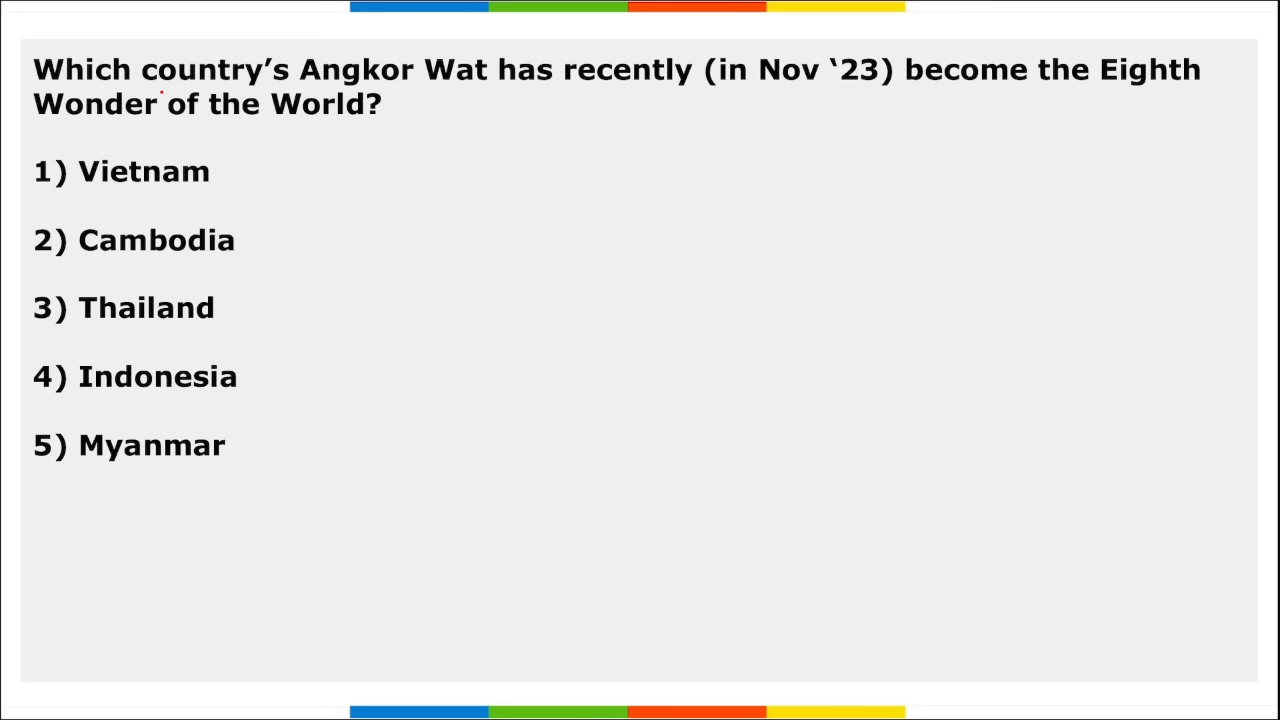 Which country’s Angkor Wat has recently (in Nov ‘23) become the Eighth
Wonder of the World?
1) Vietnam
2) Cambodia
3) Thailand
4) Indonesia
5) Myanmar